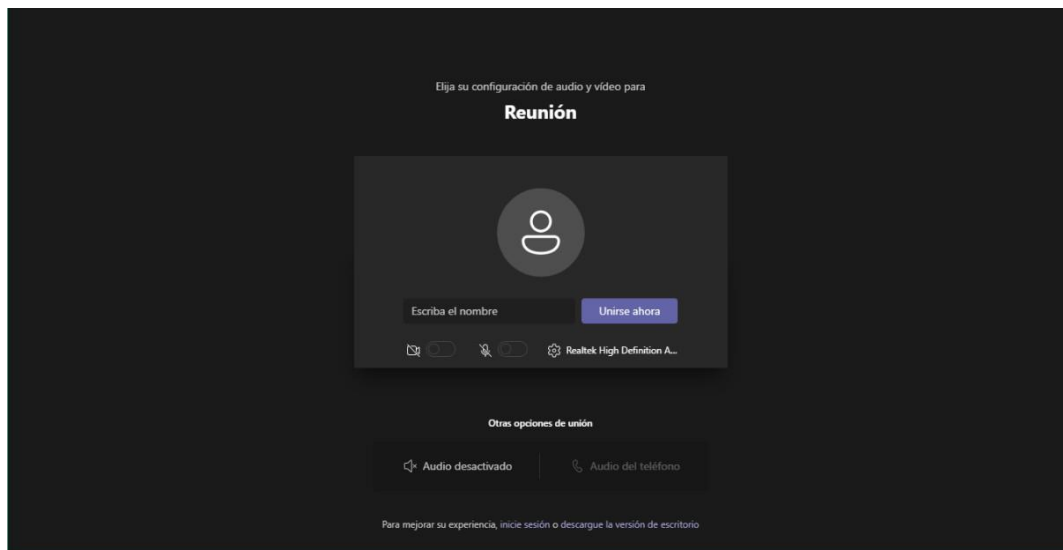 Elija su configuración de audio y vídeo para
Reunión
Escriba el nombre
Unirse ahora
Realtek High Definition A...
Otras opciones de unión
Audio desactivado
Audio del teléfono
Para mejorar su experiencia, inicie sesión o descargue la versión de escritorio